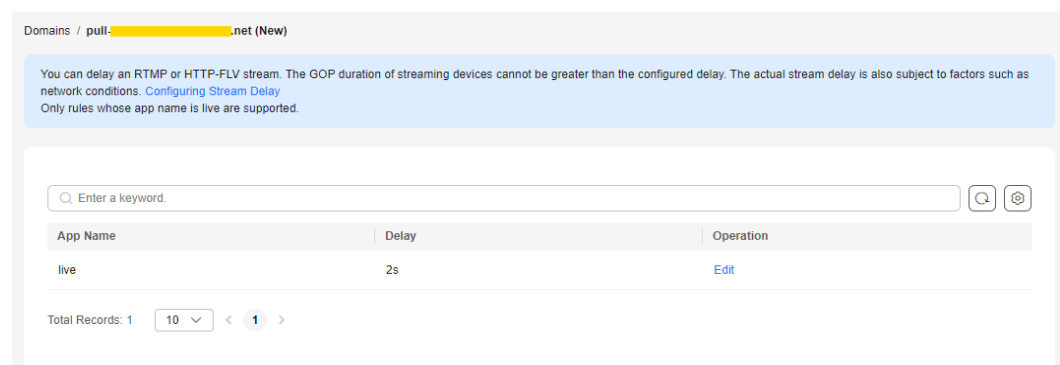 Domains / pull-.net (New)
You can delay an RTMP or HTTP-FLV stream. The GOP duration of streaming devices cannot be greater than the configured delay. The actual stream delay is also subject to factors such as
network conditions. Configuring Stream Delay
Only rules whose app name is live are supported.
Enter a keyword.
App Name Delay Operation
live 2s Edit
Total Records: 1 10 < 1 >